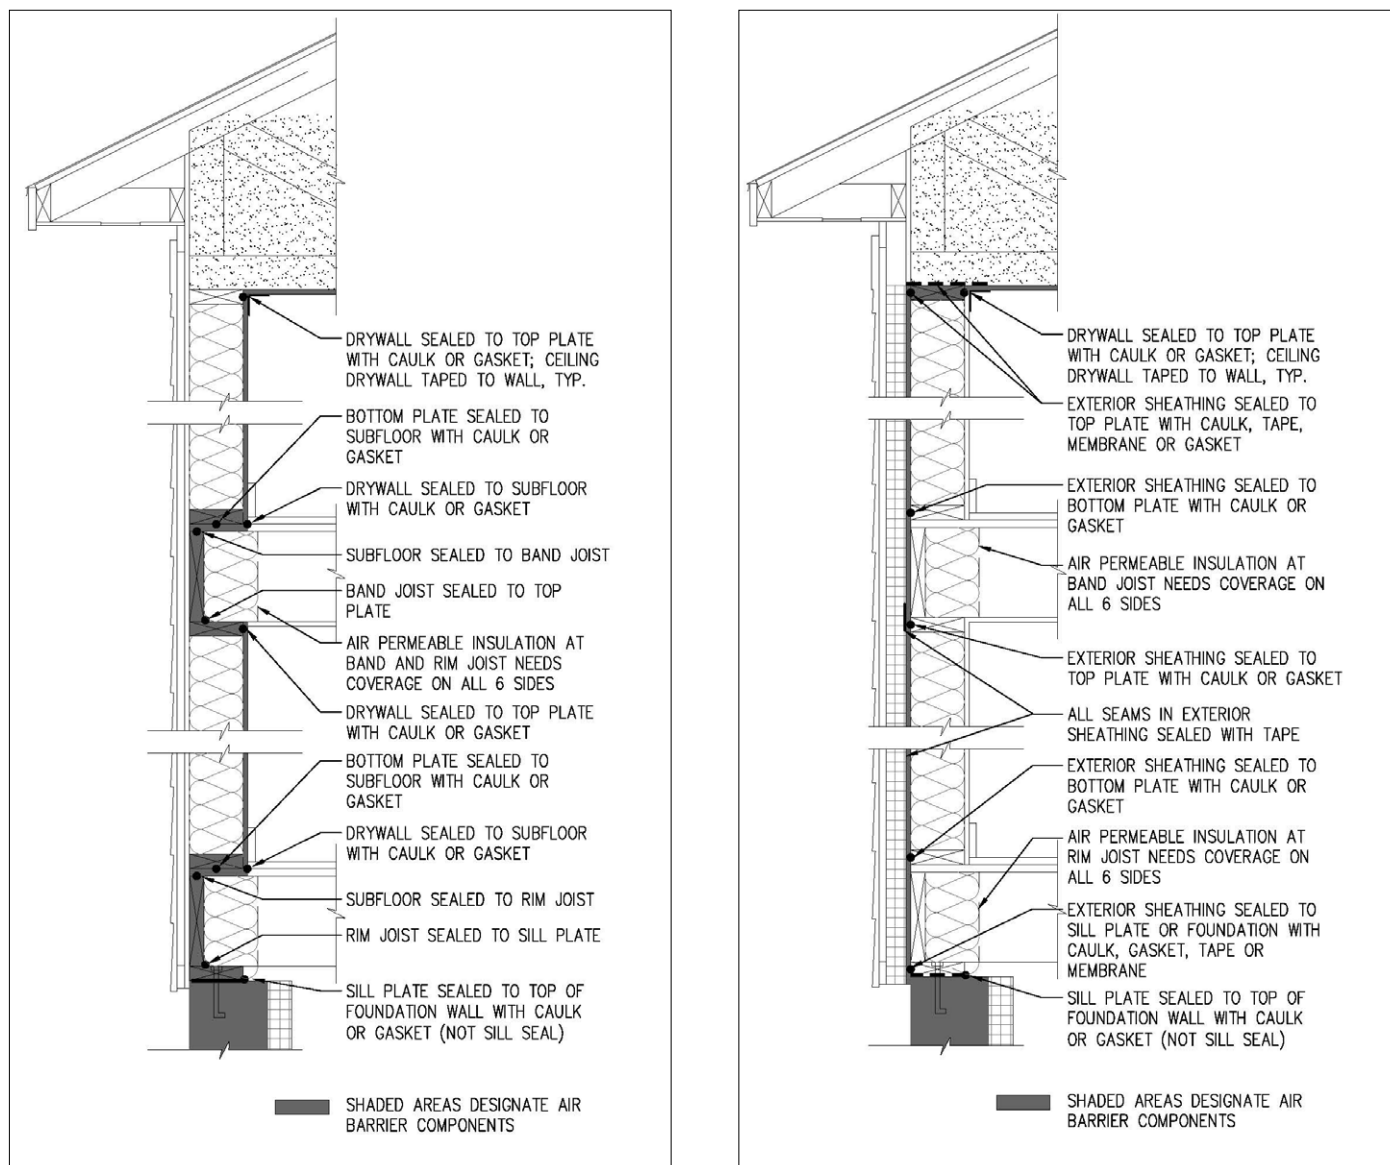 DRYWALL SEALED TO TOP PLATE
WITH CAULK OR GASKET; CEILING
DRYWALL TAPED TO WALL, TYP.
BOTTOM PLATE SEALED TO
SUBFLOOR WITH CAULK OR
GASKET
DRYWALL SEALED TO SUBFLOOR
WITH CAULK OR GASKET
SUBFLOOR SEALED TO BAND JOIST
BAND JOIST SEALED TO TOP
PLATE
AIR PERMEABLE INSULATION AT
BAND AND RIM JOIST NEEDS
COVERAGE ON ALL 6 SIDES
DRYWALL SEALED TO TOP PLATE
WITH CAULK OR GASKET
BOTTOM PLATE SEALED TO
SUBFLOOR WITH CAULK OR
GASKET
DRYWALL SEALED TO SUBFLOOR
WITH CAULK OR GASKET
SUBFLOOR SEALED TO RIM JOIST
RIM JOIST SEALED TO SILL PLATE
SILL PLATE SEALED TO TOP OF
FOUNDATION WALL WITH CAULK
OR GASKET (NOT SILL SEAL)
SHADED AREAS DESIGNATE AIR
BARRIER COMPONENTS
DRYWALL SEALED TO TOP PLATE
WITH CAULK OR GASKET; CEILING
DRYWALL TAPED TO WALL, TYP.
EXTERIOR SHEATHING SEALED TO
TOP PLATE WITH CAULK, TAPE,
MEMBRANE OR GASKET
EXTERIOR SHEATHING SEALED TO
BOTTOM PLATE WITH CAULK OR
GASKET
AIR PERMEABLE INSULATION AT
BAND JOIST NEEDS COVERAGE ON
ALL 6 SIDES
EXTERIOR SHEATHING SEALED TO
TOP PLATE WITH CAULK OR GASKET
ALL SEAMS IN EXTERIOR
SHEATHING SEALED WITH TAPE
EXTERIOR SHEATHING SEALED TO
BOTTOM PLATE WITH CAULK OR
GASKET
AIR PERMEABLE INSULATION AT
RIM JOIST NEEDS COVERAGE ON
ALL 6 SIDES
EXTERIOR SHEATHING SEALED TO
SILL PLATE OR FOUNDATION WITH
CAULK, GASKET, TAPE OR
MEMBRANE
SILL PLATE SEALED TO TOP OF
FOUNDATION WALL WITH CAULK
OR GASKET (NOT SILL SEAL)
SHADED AREAS DESIGNATE AIR
BARRIER COMPONENTS